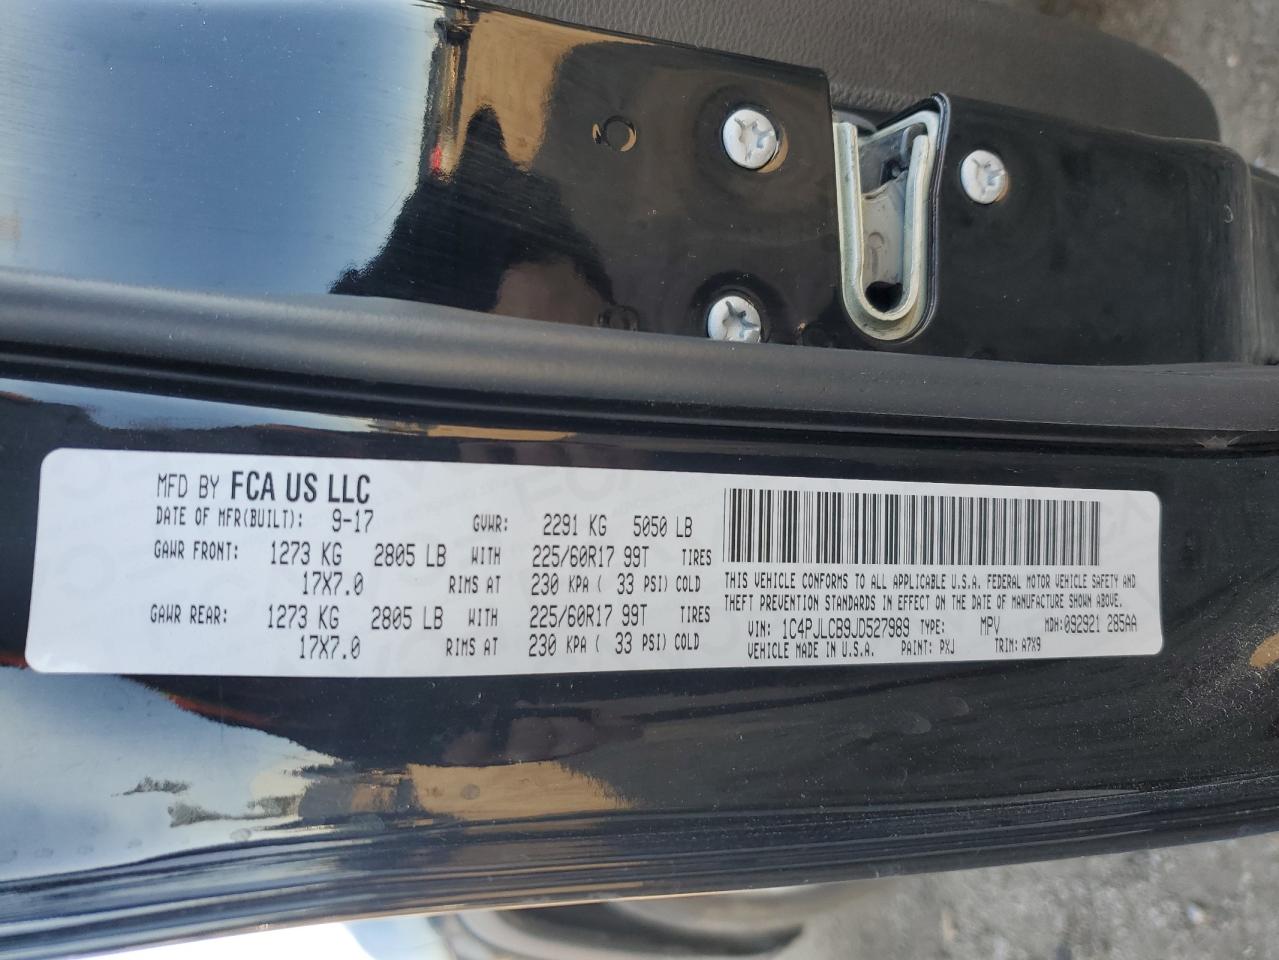 MFD BY FCA US LLC
DATE OF MFR(BUILT): 9-17 GVWR: 2291 KG 5050 LB
GAWR FRONT: 1273 KG 2805 LB WITH 225/60R17 99T TIRES
17X7.0 RIMS AT 230 KPA ( 33 PSI) COLD
GAWR REAR: 1273 KG 2805 LB WITH 225/60R17 99T TIRES
17X7.0 RIMS AT 230 KPA ( 33 PSI) COLD
THIS VEHICLE CONFORMS TO ALL APPLICABLE U.S.A. FEDERAL MOTOR VEHICLE SAFETY AND
THEFT PREVENTION STANDARDS IN EFFECT ON THE DATE OF MANUFACTURE SHOWN ABOVE.
VIN: 1C4PJLCB9JD527989 TYPE: MPV MDH:092921 285AA
VEHICLE MADE IN U.S.A. PAINT: PXJ TRIM: A7X9